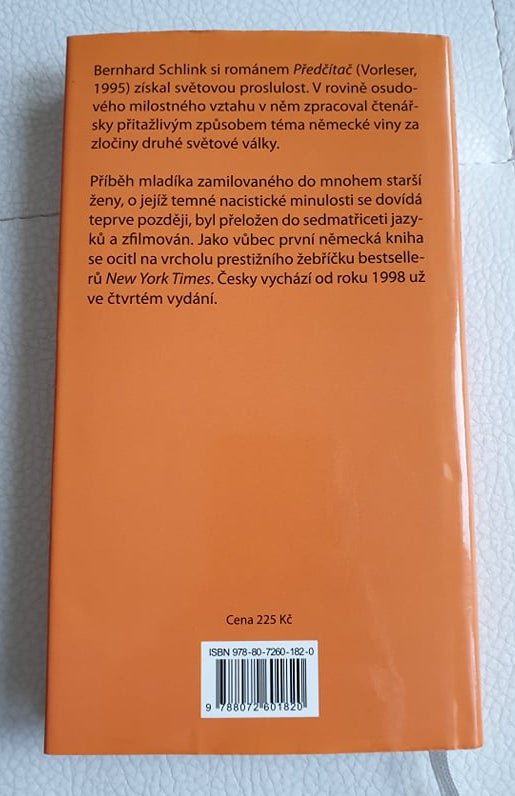 Bernhard Schlink si románem Předčítač (Vorleser,
1995) získal světovou proslulost. V rovině osudo-
vého milostného vztahu v něm zpracoval čtenář-
sky přitažlivým způsobem téma německé viny za
zločiny druhé světové války.
Příběh mladíka zamilovaného do mnohem starší
ženy, o jejíž temné nacistické minulosti se dovídá
teprve později, byl přeložen do sedmatřiceti jazy-
ků a zfilmován. Jako vůbec první německá kniha
se ocitl na vrcholu prestižního žebříčku bestselle-
rů New York Times. Česky vychází od roku 1998 už
ve čtvrtém vydání.
Cena 225 Kč
ISBN 978-80-7260-182-0
9 788072 601820